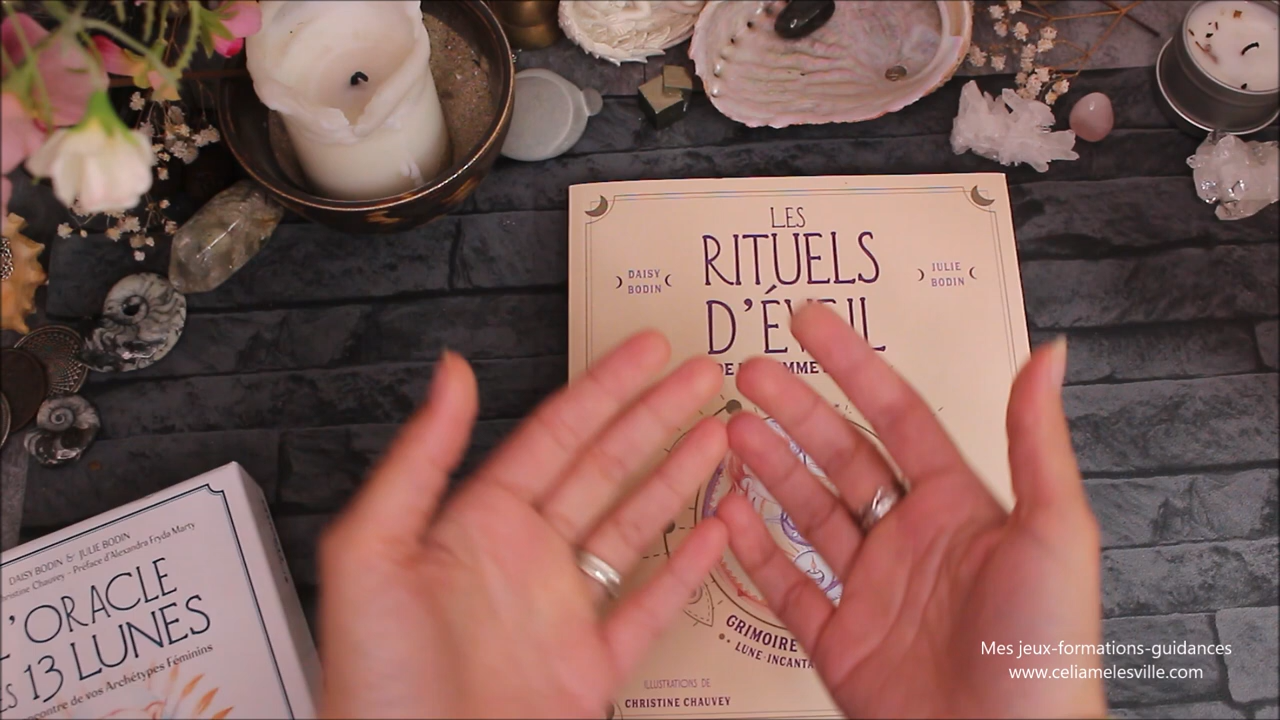 LES
RITUELS
D'ÉVEIL
DAISY
BODIN
JULIE
BODIN
GRIMOIRE
LUNE·INCANTA
ILLUSTRATIONS DE
CHRISTINE CHAUVEY
DAISY BODIN & JULIE BODIN
Christine Chauvey - Préface d'Alexandra Fryda Marty
'ORACLE
13 LUNES
ncontre de vos Archétypes Féminins
Mes jeux-formations-guidances
www.celiamelesville.com